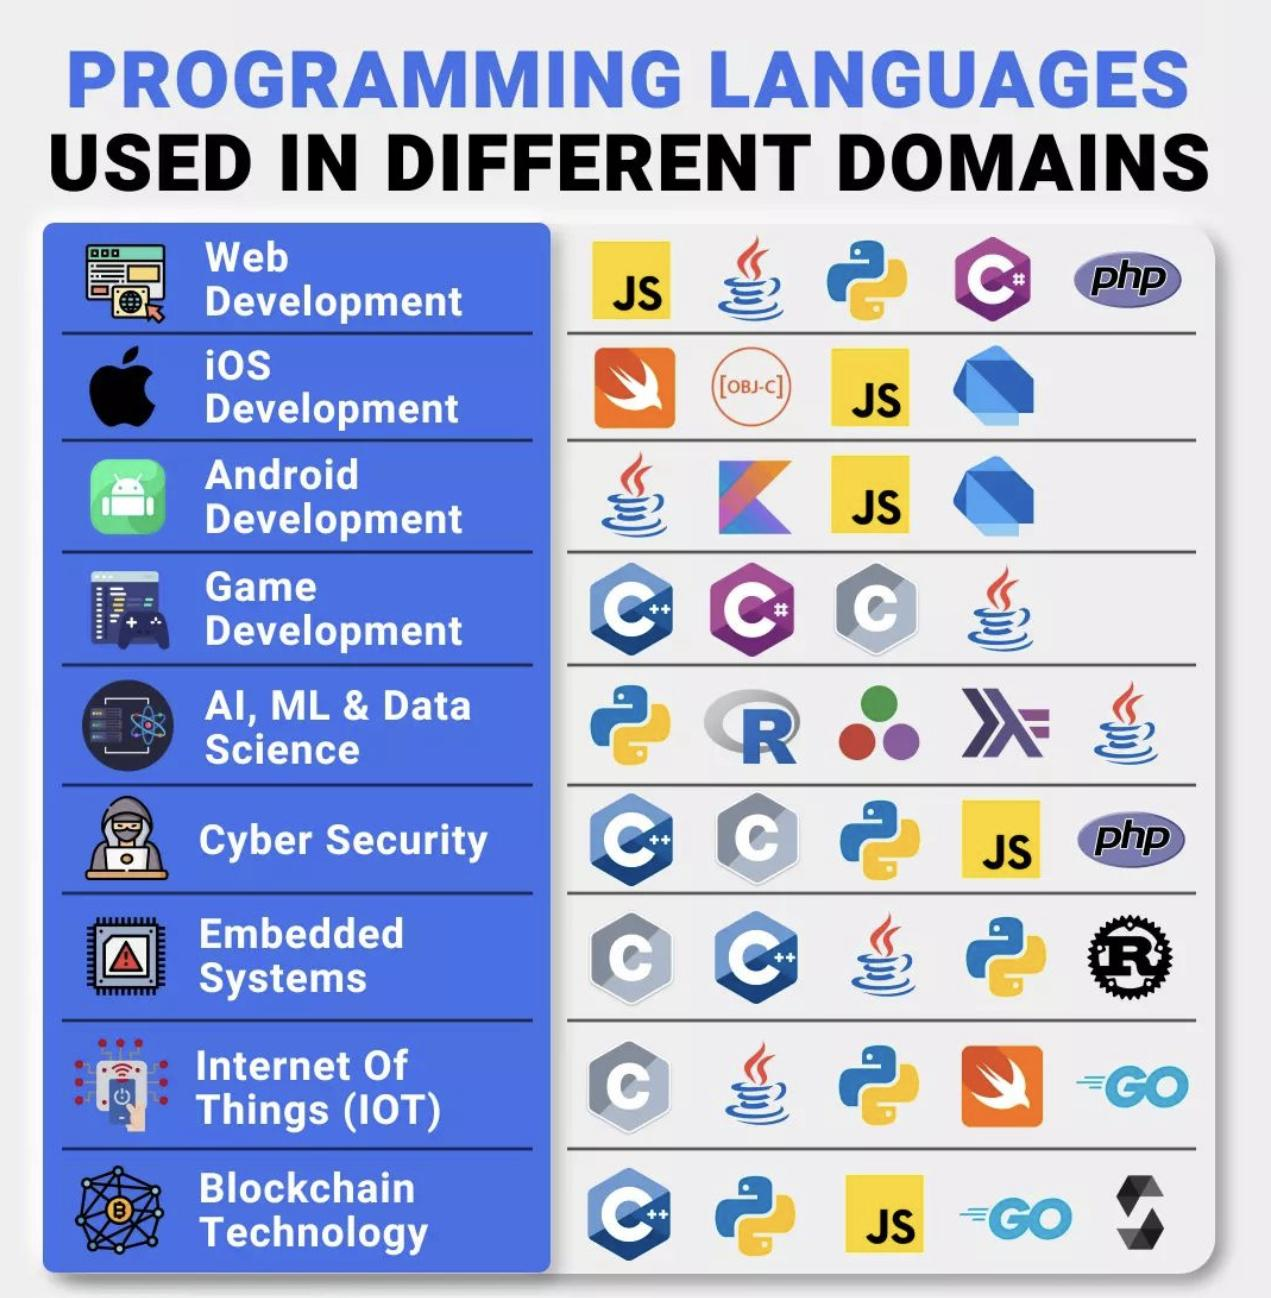 PROGRAMMING LANGUAGES
USED IN DIFFERENT DOMAINS
Web
Development
JS
C#
php
iOS
Development
[OBJ-C]
JS
Android
Development
JS
Game
Development
C++
C#
C
AI, ML & Data
Science
R
Cyber Security
C++
C
JS
php
Embedded
Systems
C
C++
R
Internet Of
Things (IOT)
C
GO
Blockchain
Technology
B
C++
JS
GO